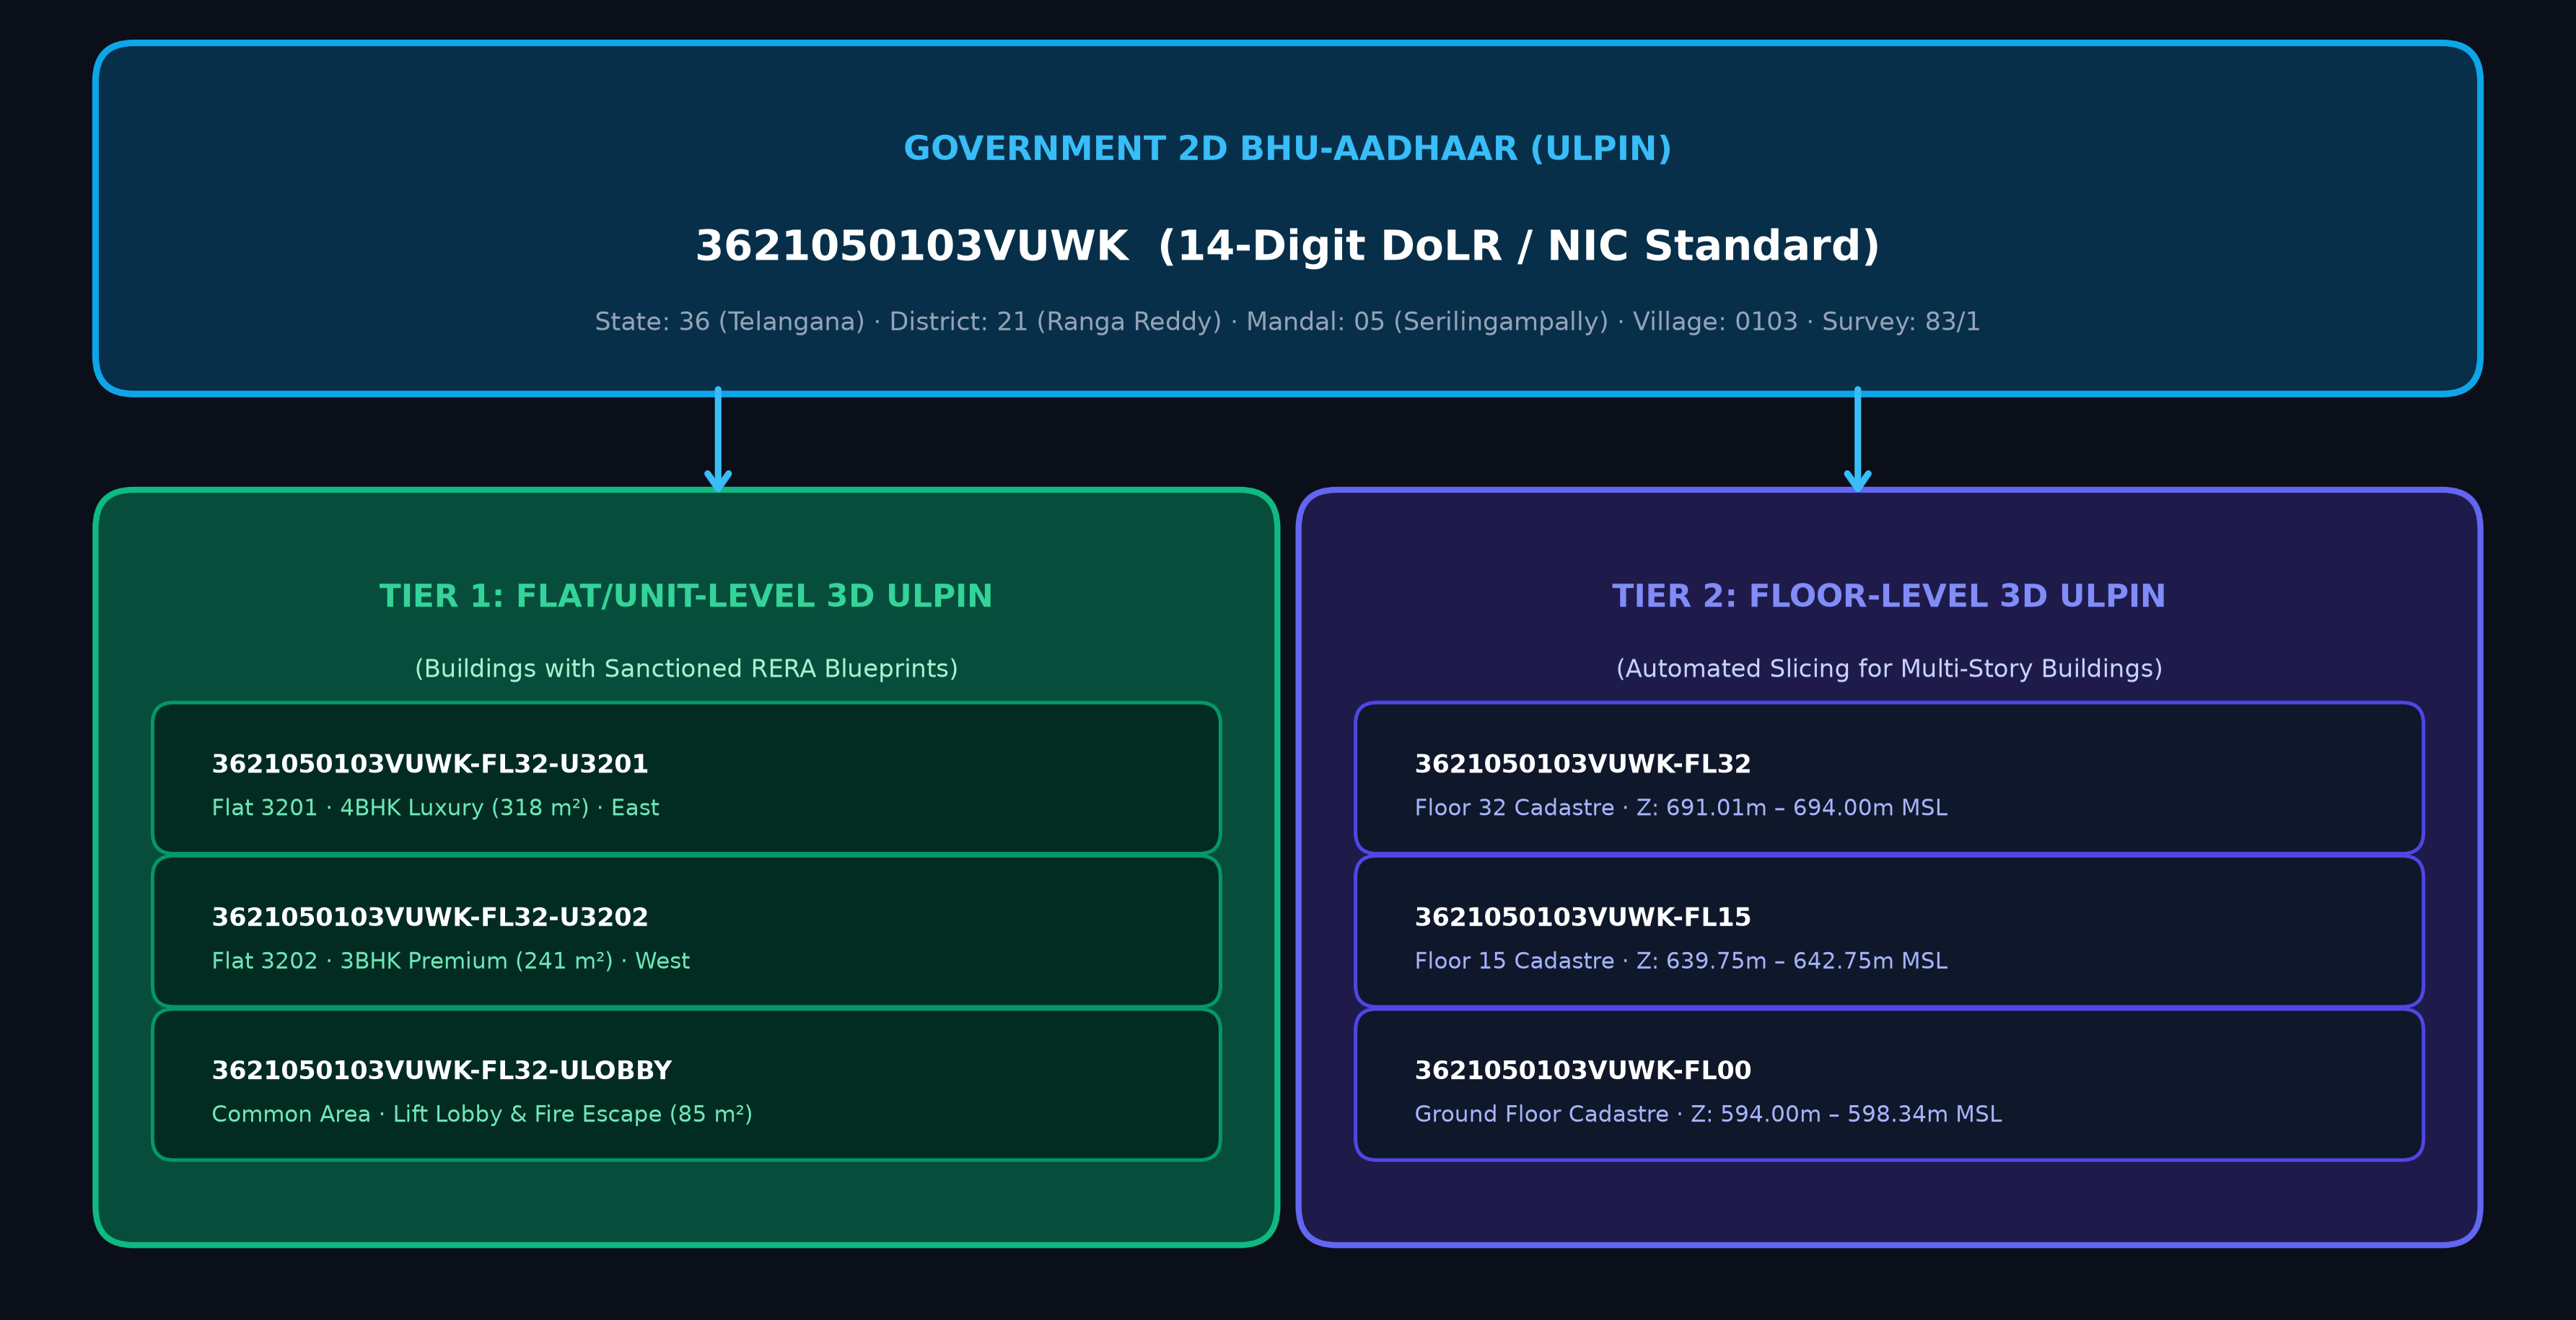 GOVERNMENT 2D BHU-AADHAAR (ULPIN)
3621050103VUWK (14-Digit DoLR / NIC Standard)
State: 36 (Telangana) · District: 21 (Ranga Reddy) · Mandal: 05 (Serilingampally) · Village: 0103 · Survey: 83/1
TIER 1: FLAT/UNIT-LEVEL 3D ULPIN
(Buildings with Sanctioned RERA Blueprints)
3621050103VUWK-FL32-U3201
Flat 3201 · 4BHK Luxury (318 m²) · East
3621050103VUWK-FL32-U3202
Flat 3202 · 3BHK Premium (241 m²) · West
3621050103VUWK-FL32-ULOBBY
Common Area · Lift Lobby & Fire Escape (85 m²)
TIER 2: FLOOR-LEVEL 3D ULPIN
(Automated Slicing for Multi-Story Buildings)
3621050103VUWK-FL32
Floor 32 Cadastre · Z: 691.01m – 694.00m MSL
3621050103VUWK-FL15
Floor 15 Cadastre · Z: 639.75m – 642.75m MSL
3621050103VUWK-FL00
Ground Floor Cadastre · Z: 594.00m – 598.34m MSL